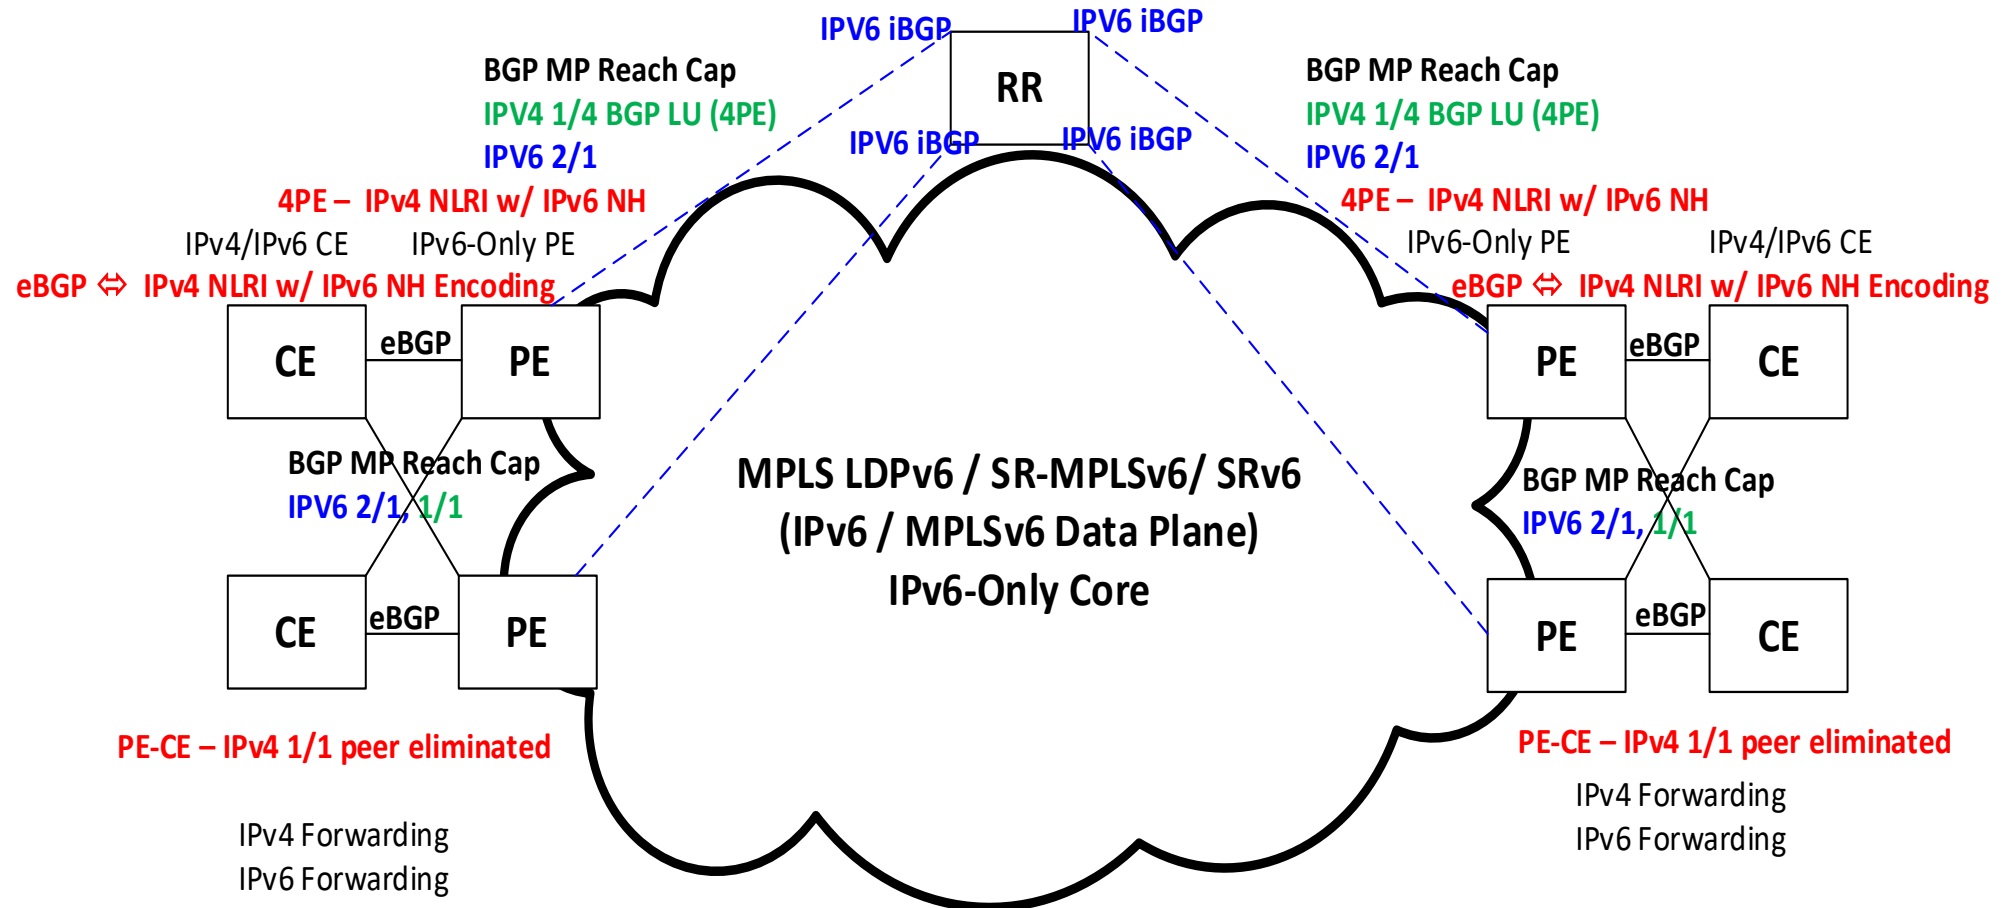 IPV6 iBGP
IPV6 iBGP
RR
IPV6 iBGP
IPV6 iBGP
BGP MP Reach Cap
IPV4 1/4 BGP LU (4PE)
IPV6 2/1
4PE – IPv4 NLRI w/ IPv6 NH
IPv4/IPv6 CE
IPv6-Only PE
eBGP ⬄ IPv4 NLRI w/ IPv6 NH Encoding
BGP MP Reach Cap
IPV4 1/4 BGP LU (4PE)
IPV6 2/1
4PE – IPv4 NLRI w/ IPv6 NH
IPv6-Only PE
IPv4/IPv6 CE
eBGP ⬄ IPv4 NLRI w/ IPv6 NH Encoding
CE
eBGP
PE
PE
eBGP
CE
BGP MP Reach Cap
IPV6 2/1, 1/1
MPLS LDPv6 / SR-MPLSv6/ SRv6
(IPv6 / MPLSv6 Data Plane)
IPv6-Only Core
BGP MP Reach Cap
IPV6 2/1, 1/1
CE
eBGP
PE
PE
eBGP
CE
PE-CE – IPv4 1/1 peer eliminated
IPv4 Forwarding
IPv6 Forwarding
PE-CE – IPv4 1/1 peer eliminated
IPv4 Forwarding
IPv6 Forwarding